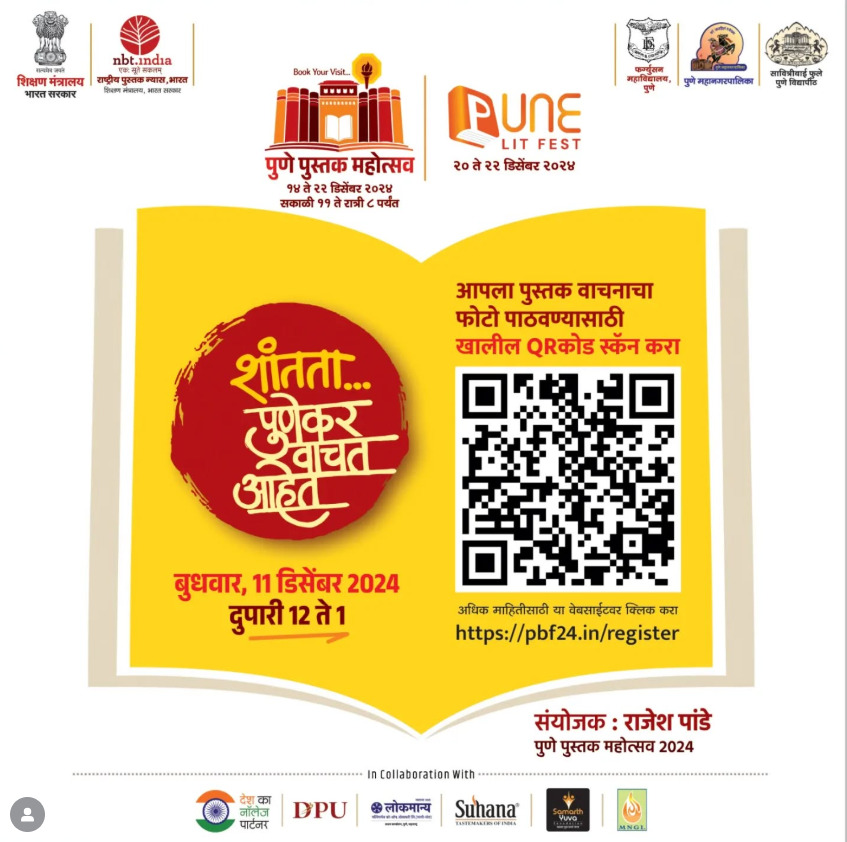 सत्यमेव जयते
शिक्षण मंत्रालय
भारत सरकार
nbt.india
एक: सूते सकलम्
राष्ट्रीय पुस्तक न्यास, भारत
शिक्षण मंत्रालय, भारत सरकार
Book Your Visit...
पुणे पुस्तक महोत्सव
१४ ते २२ डिसेंबर २०२४
सकाळी ११ ते रात्री ८ पर्यंत
PUNE
LIT FEST
२० ते २२ डिसेंबर २०२४
फर्ग्युसन
महाविद्यालय,
पुणे
पुणे महानगरपालिका
सावित्रीबाई फुले
पुणे विद्यापीठ
शांतता...
पुणेकर
वाचत
आहेत
बुधवार, 11 डिसेंबर 2024
दुपारी 12 ते 1
आपला पुस्तक वाचनाचा
फोटो पाठवण्यासाठी
खालील QRकोड स्कॅन करा
अधिक माहितीसाठी या वेबसाईटवर क्लिक करा
https://pbf24.in/register
संयोजक : राजेश पांडे
पुणे पुस्तक महोत्सव 2024
In Collaboration With
देश का
नॉलेज
पार्टनर
DPU
लोकमान्य
Suhana
TASTEMAKERS OF INDIA
Samarth
Yuva
MNGL